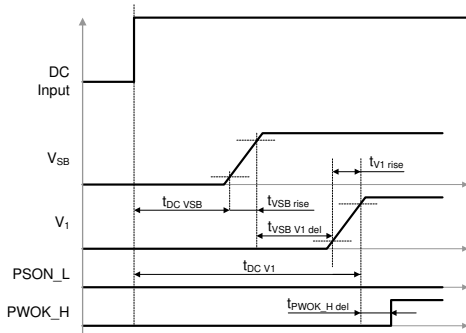 DC
Input
VSB
tV1 rise
tDC VSB
tVSB rise
V1
tVSB V1 del
tDC V1
PSON_L
tPWOK_H del
PWOK_H